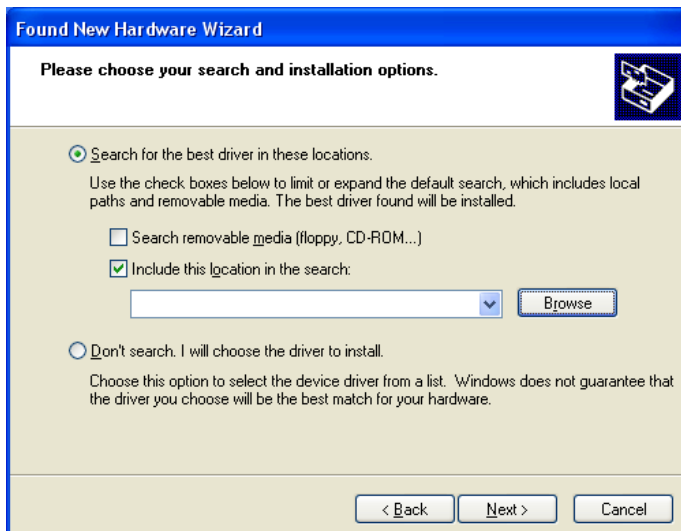 Found New Hardware Wizard
Please choose your search and installation options.
Search for the best driver in these locations.
Use the check boxes below to limit or expand the default search, which includes local
paths and removable media. The best driver found will be installed.
Search removable media (floppy, CD-ROM...)
Include this location in the search:
Browse
Don't search. I will choose the driver to install.
Choose this option to select the device driver from a list. Windows does not guarantee that
the driver you choose will be the best match for your hardware.
< Back Next > Cancel